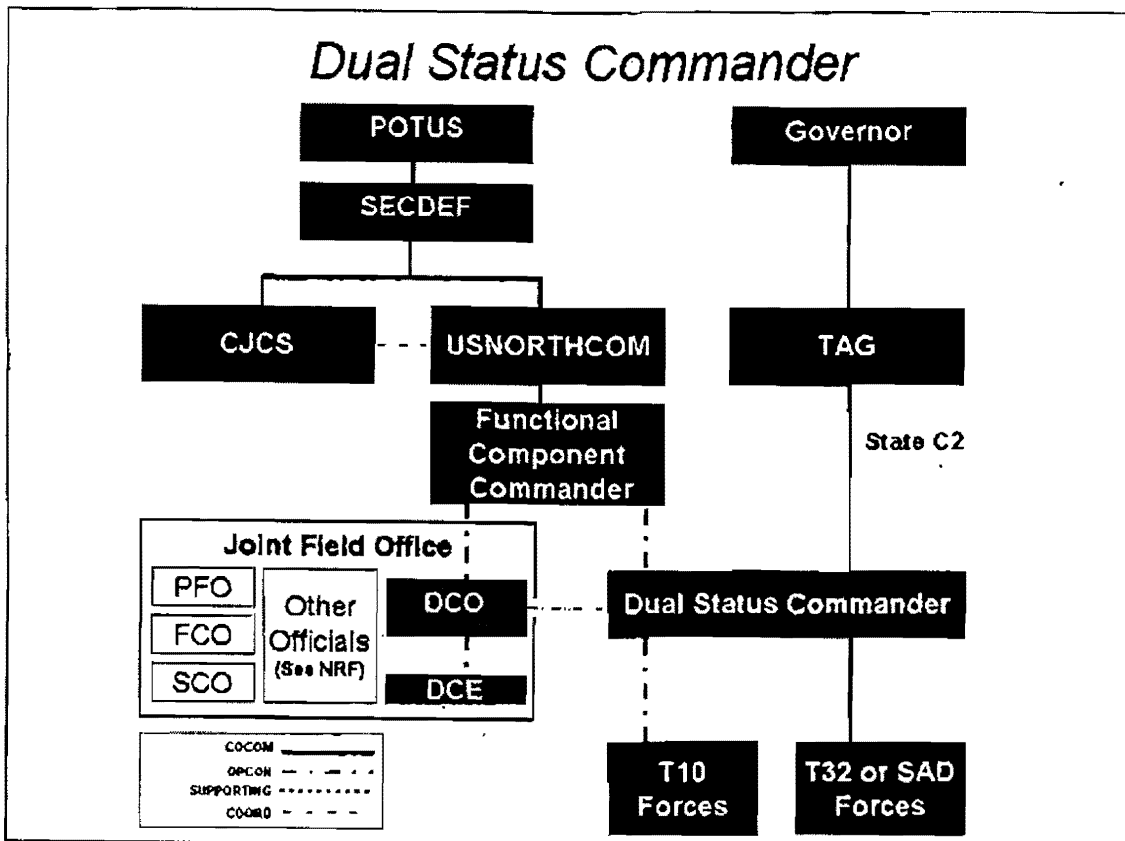 Dual Status Commander
POTUS
Governor
SECDEF
CJCS
USNORTHCOM
TAG
Functional
Component
Commander
State C2
Joint Field Office
PFO
FCO
SCO
Other
Officials
(See NRF)
DCO
DCE
Dual Status Commander
COCOM
OPCON
SUPPORTING
COORD
T10
Forces
T32 or SAD
Forces